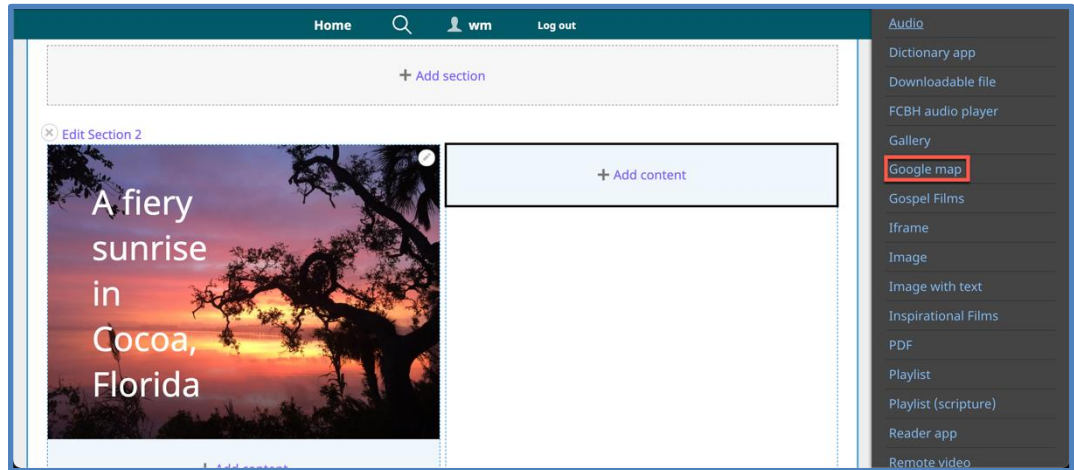 Home
wm
Log out
+ Add section
Edit Section 2
A fiery
sunrise
in
Cocoa,
Florida
+ Add content
+ Add content
Audio
Dictionary app
Downloadable file
FCBH audio player
Gallery
Google map
Gospel Films
Iframe
Image
Image with text
Inspirational Films
PDF
Playlist
Playlist (scripture)
Reader app
Remote video